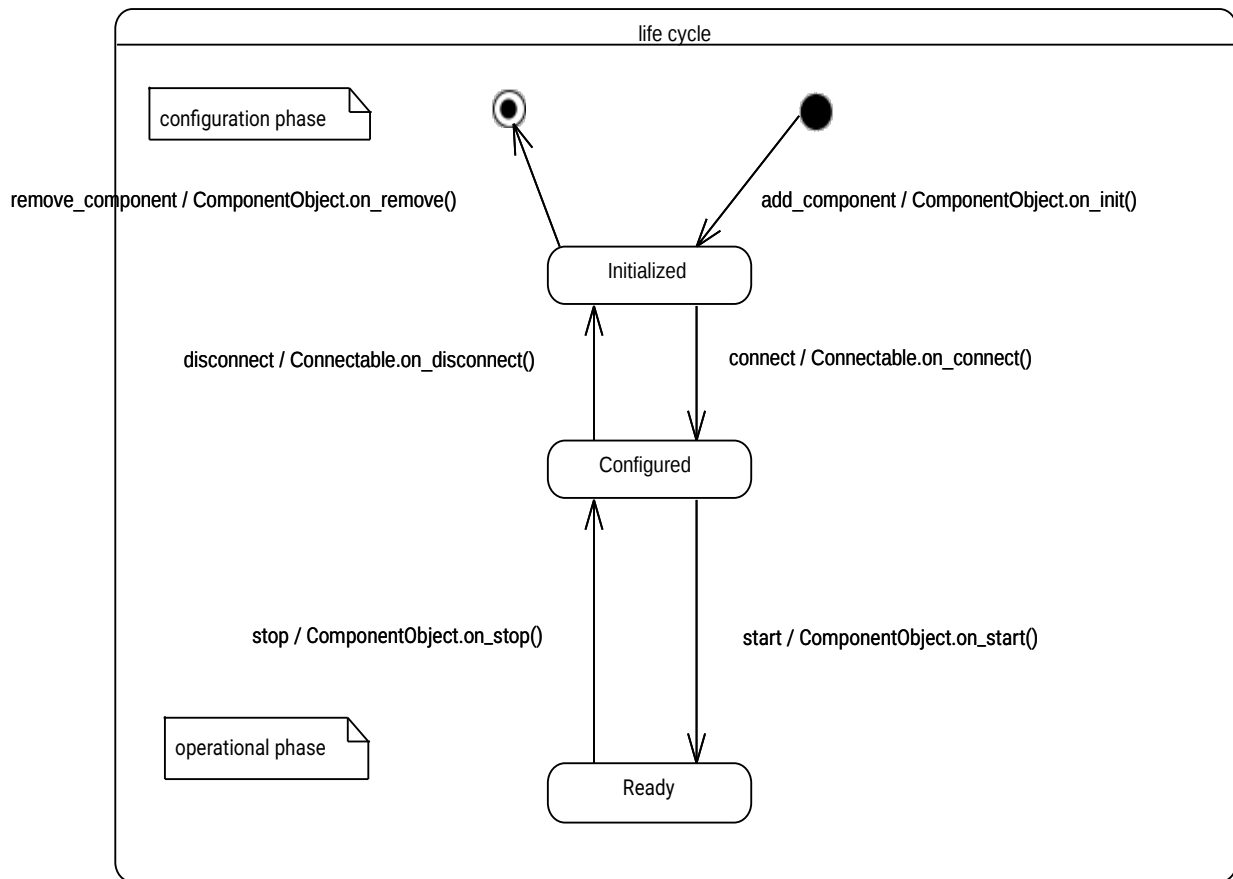 life cycle
configuration phase
remove_component / ComponentObject.on_remove()
add_component / ComponentObject.on_init()
Initialized
disconnect / Connectable.on_disconnect()
connect / Connectable.on_connect()
Configured
stop / ComponentObject.on_stop()
start / ComponentObject.on_start()
operational phase
Ready